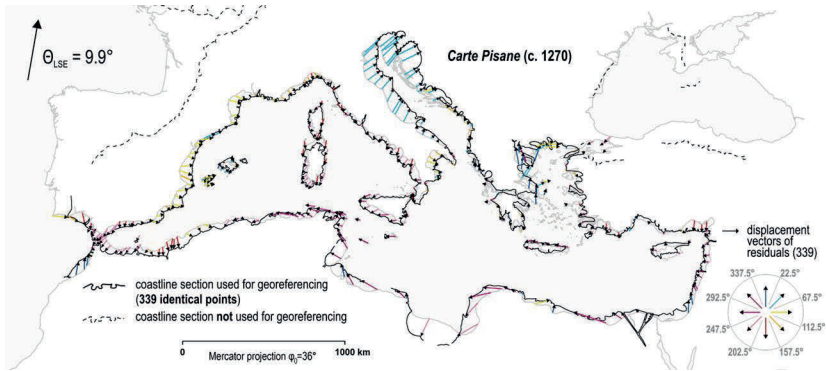 ΘLSE = 9.9°
Carte Pisane (c. 1270)
coastline section used for georeferencing
(339 identical points)
coastline section not used for georeferencing
0
1000 km
Mercator projection φ0=36°
displacement
vectors of
residuals (339)
337.5°
22.5°
292.5°
67.5°
247.5°
112.5°
202.5°
157.5°